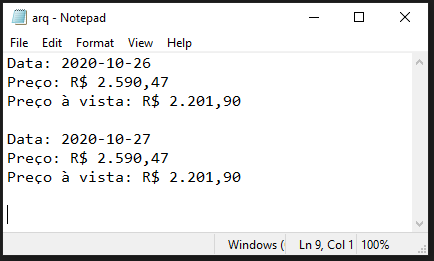 arq - Notepad
File Edit Format View Help
Data: 2020-10-26
Preço: R$ 2.590,47
Preço à vista: R$ 2.201,90
Data: 2020-10-27
Preço: R$ 2.590,47
Preço à vista: R$ 2.201,90
Windows ( Ln 9, Col 1 100%